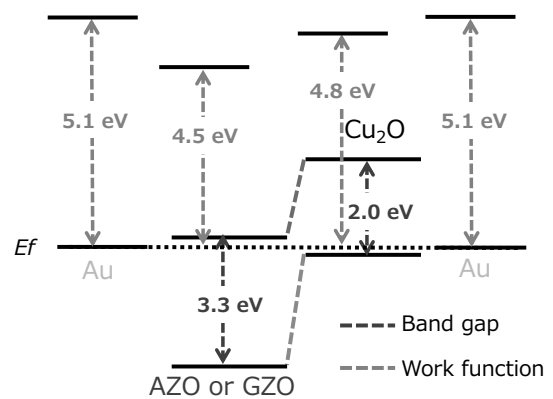 5.1 eV
4.5 eV
4.8 eV
5.1 eV
Cu₂O
2.0 eV
Ef
Au
Au
3.3 eV
Band gap
AZO or GZO
Work function